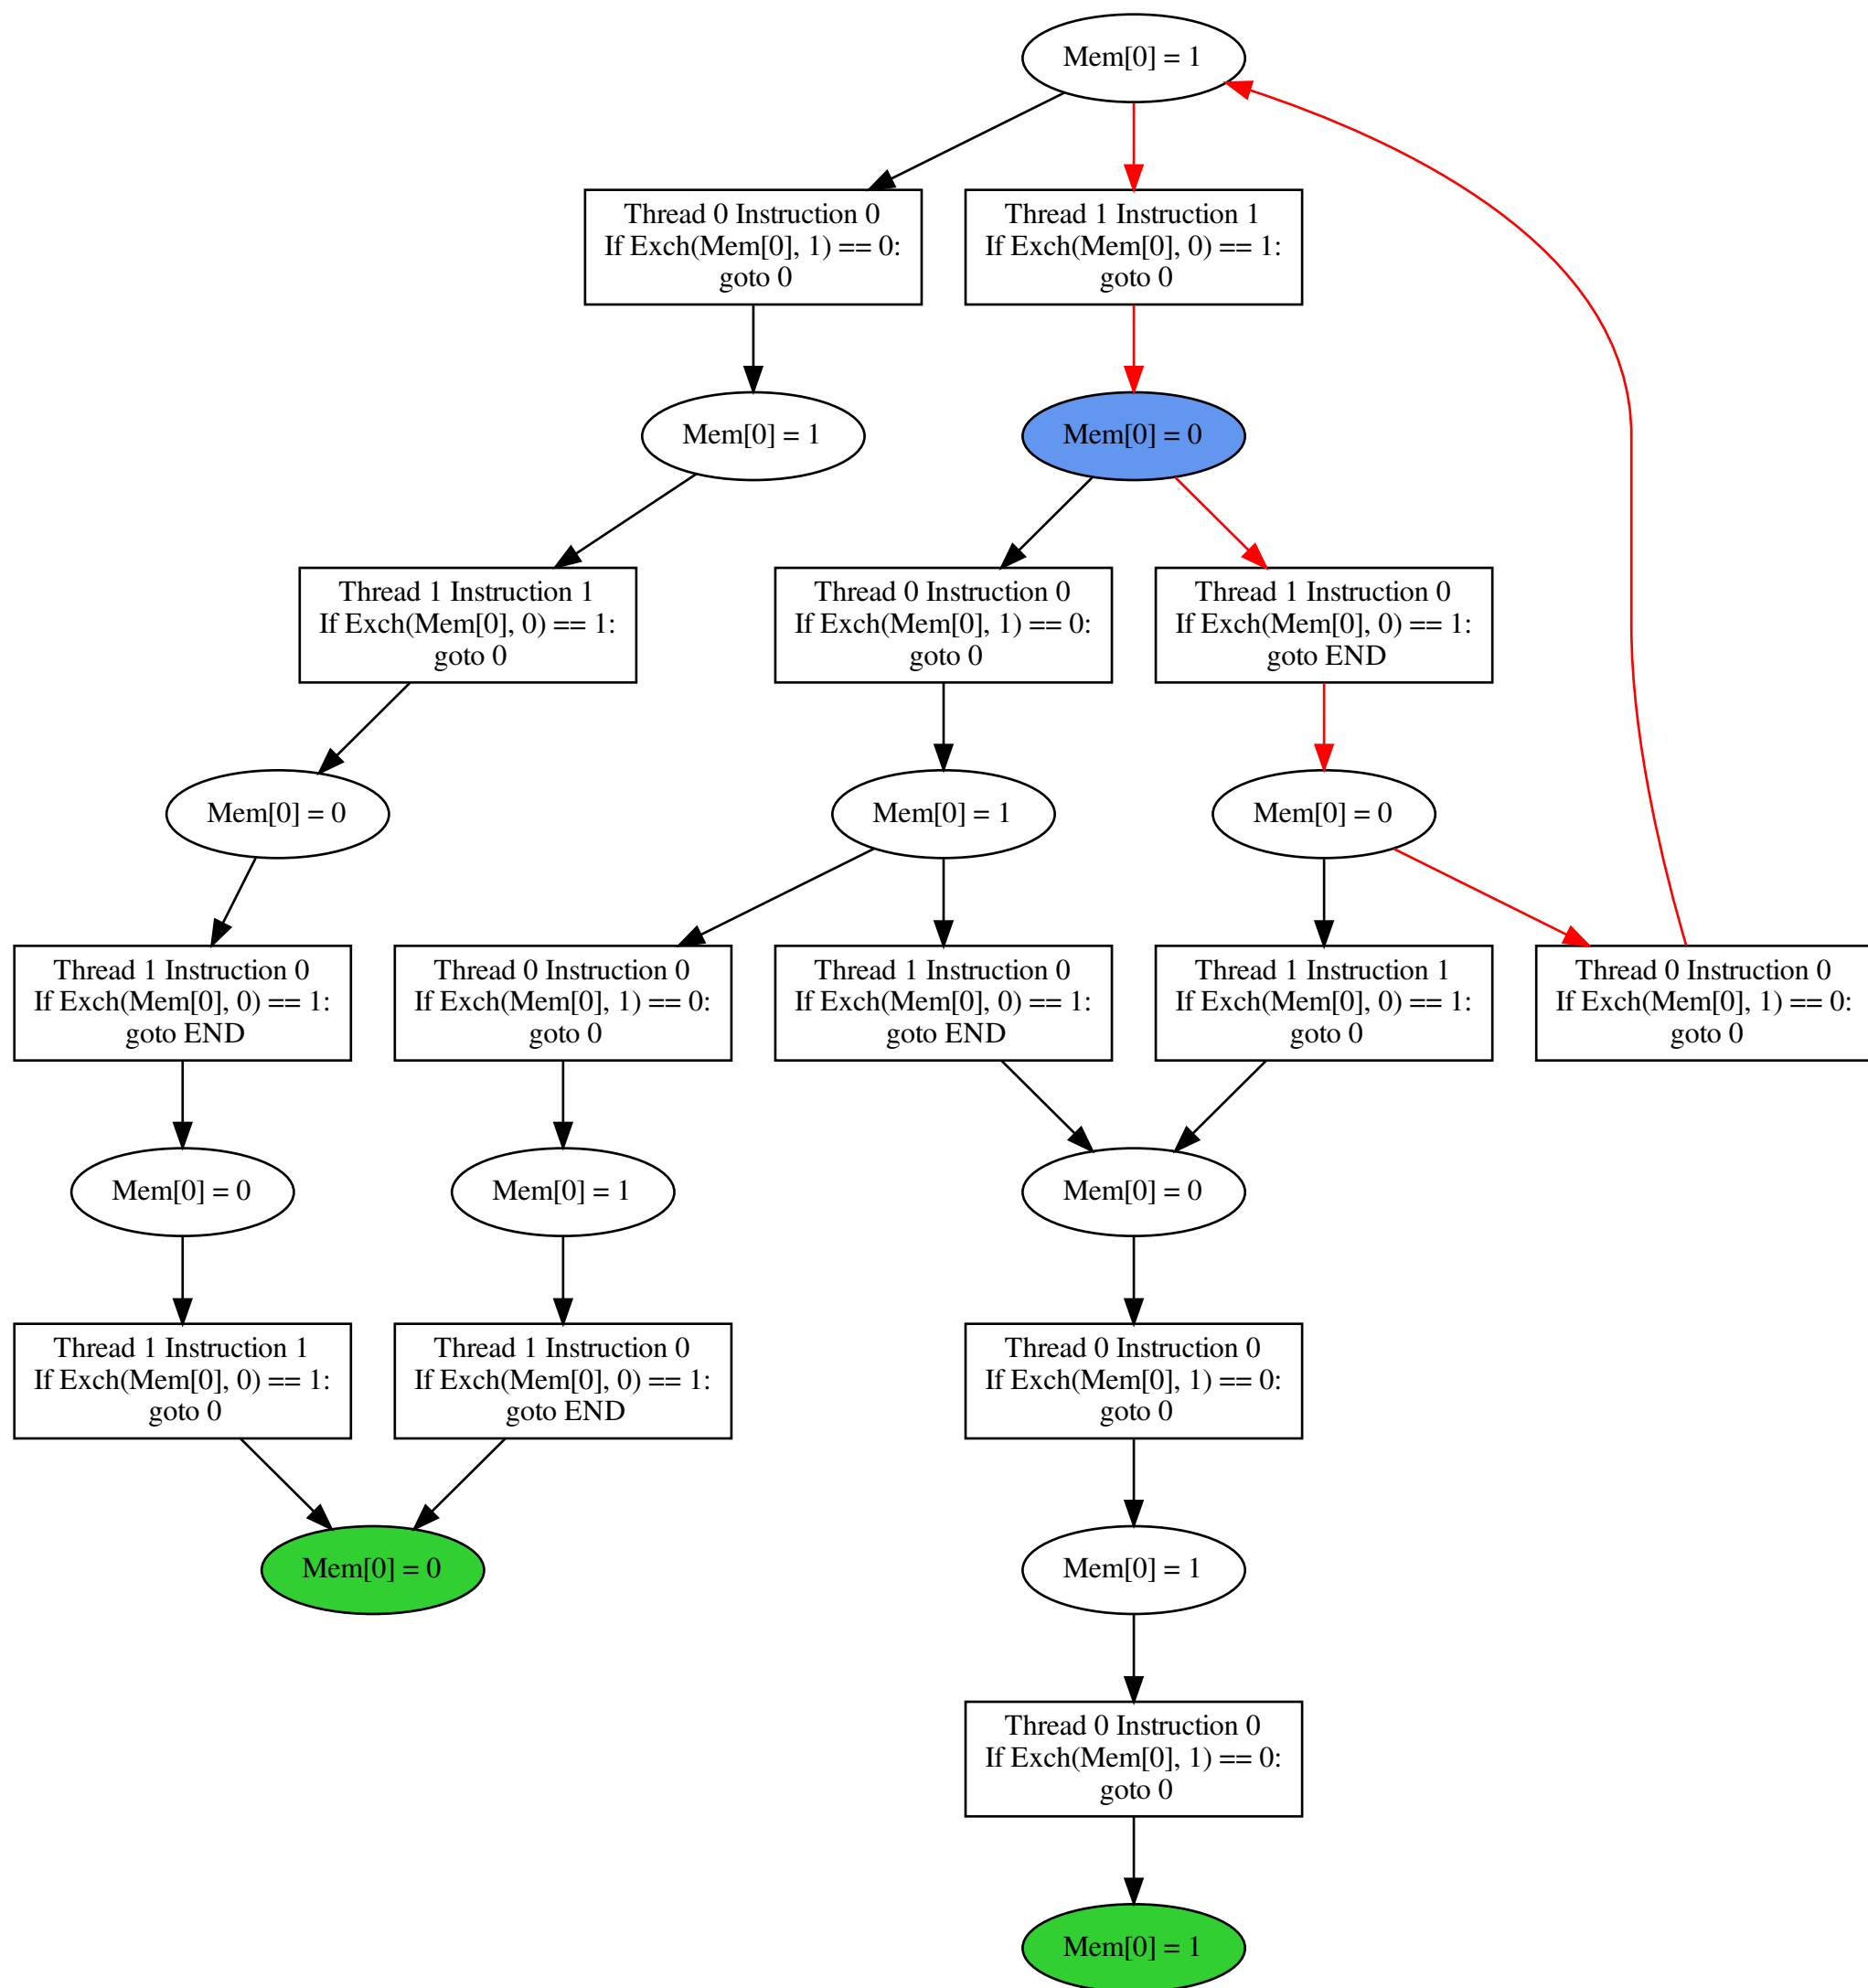 Mem[0] = 1
Thread 0 Instruction 0
If Exch(Mem[0], 1) == 0:
goto 0
Thread 1 Instruction 1
If Exch(Mem[0], 0) == 1:
goto 0
Mem[0] = 1
Mem[0] = 0
Thread 1 Instruction 1
If Exch(Mem[0], 0) == 1:
goto 0
Thread 0 Instruction 0
If Exch(Mem[0], 1) == 0:
goto 0
Thread 1 Instruction 0
If Exch(Mem[0], 0) == 1:
goto END
Mem[0] = 0
Mem[0] = 1
Mem[0] = 0
Thread 1 Instruction 0
If Exch(Mem[0], 0) == 1:
goto END
Thread 0 Instruction 0
If Exch(Mem[0], 1) == 0:
goto 0
Thread 1 Instruction 0
If Exch(Mem[0], 0) == 1:
goto END
Thread 1 Instruction 1
If Exch(Mem[0], 0) == 1:
goto 0
Thread 0 Instruction 0
If Exch(Mem[0], 1) == 0:
goto 0
Mem[0] = 0
Mem[0] = 1
Mem[0] = 0
Thread 1 Instruction 1
If Exch(Mem[0], 0) == 1:
goto 0
Thread 1 Instruction 0
If Exch(Mem[0], 0) == 1:
goto END
Thread 0 Instruction 0
If Exch(Mem[0], 1) == 0:
goto 0
Mem[0] = 0
Mem[0] = 1
Thread 0 Instruction 0
If Exch(Mem[0], 1) == 0:
goto 0
Mem[0] = 1